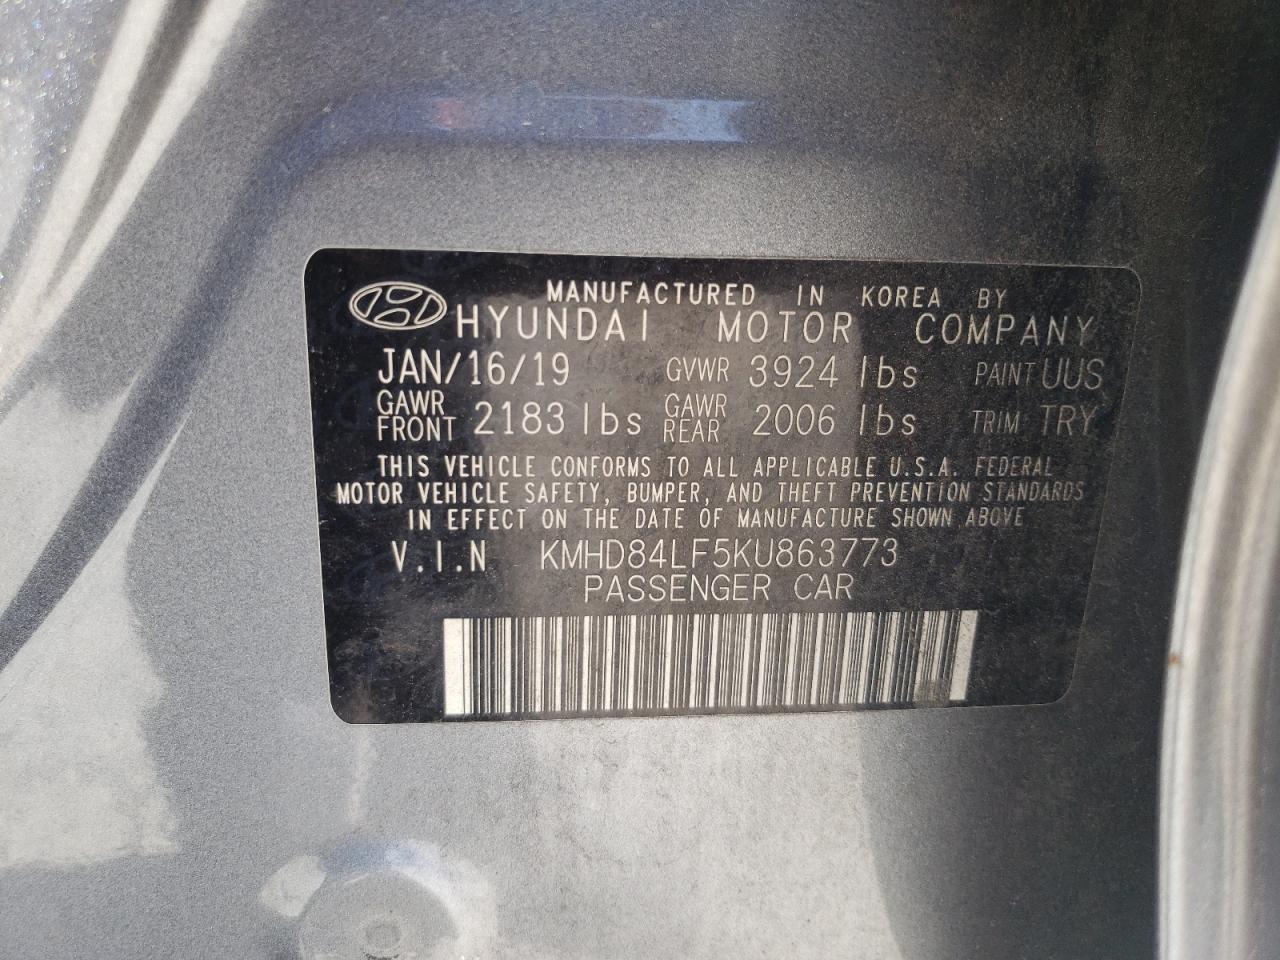 MANUFACTURED IN KOREA BY
HYUNDAI MOTOR COMPANY
JAN/16/19 GVWR 3924 lbs PAINT UUS
GAWR FRONT 2183 lbs GAWR REAR 2006 lbs TRIM TRY
THIS VEHICLE CONFORMS TO ALL APPLICABLE U.S.A. FEDERAL
MOTOR VEHICLE SAFETY, BUMPER, AND THEFT PREVENTION STANDARDS
IN EFFECT ON THE DATE OF MANUFACTURE SHOWN ABOVE
V.I.N KMHD84LF5KU863773
PASSENGER CAR